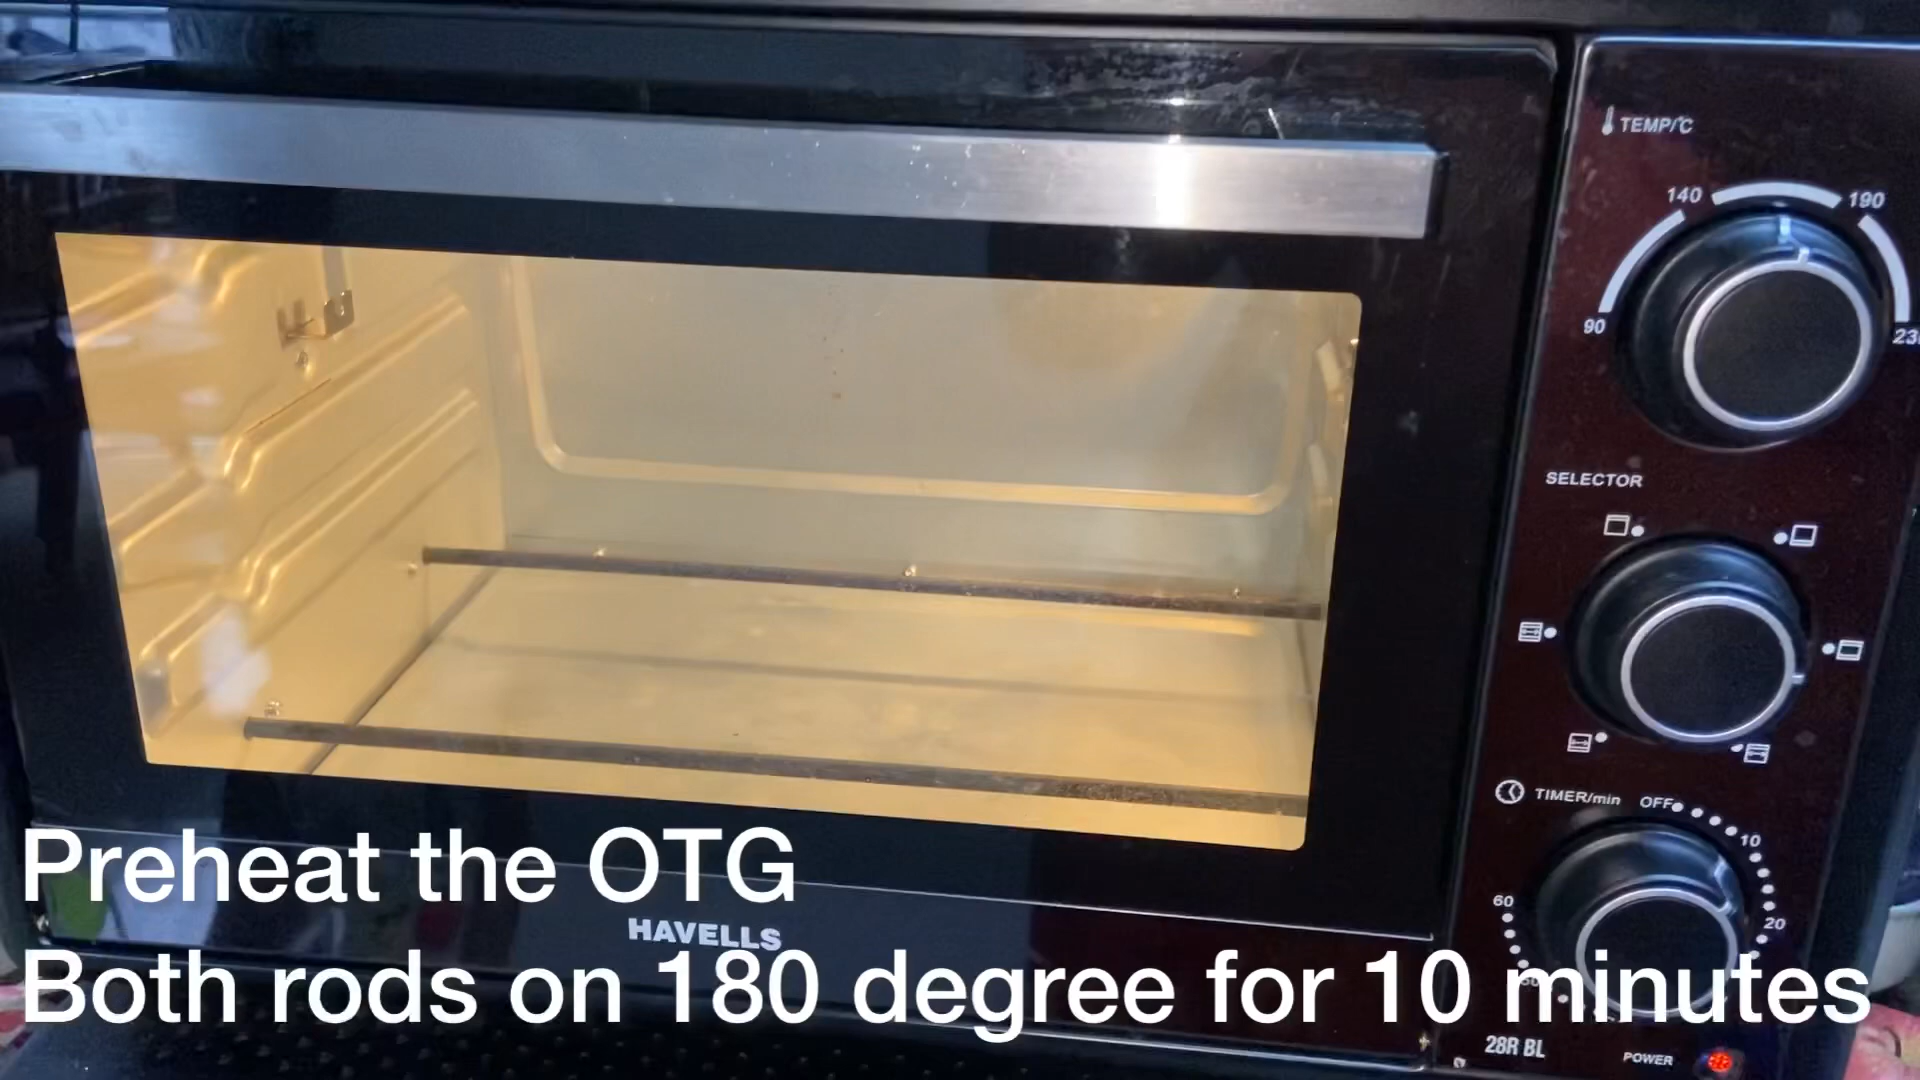 TEMP/°C
140
190
90
SELECTOR
TIMER/min OFF
10
60
20
Preheat the OTG
HAVELLS
Both rods on 180 degree for 10 minutes
28R BL
POWER